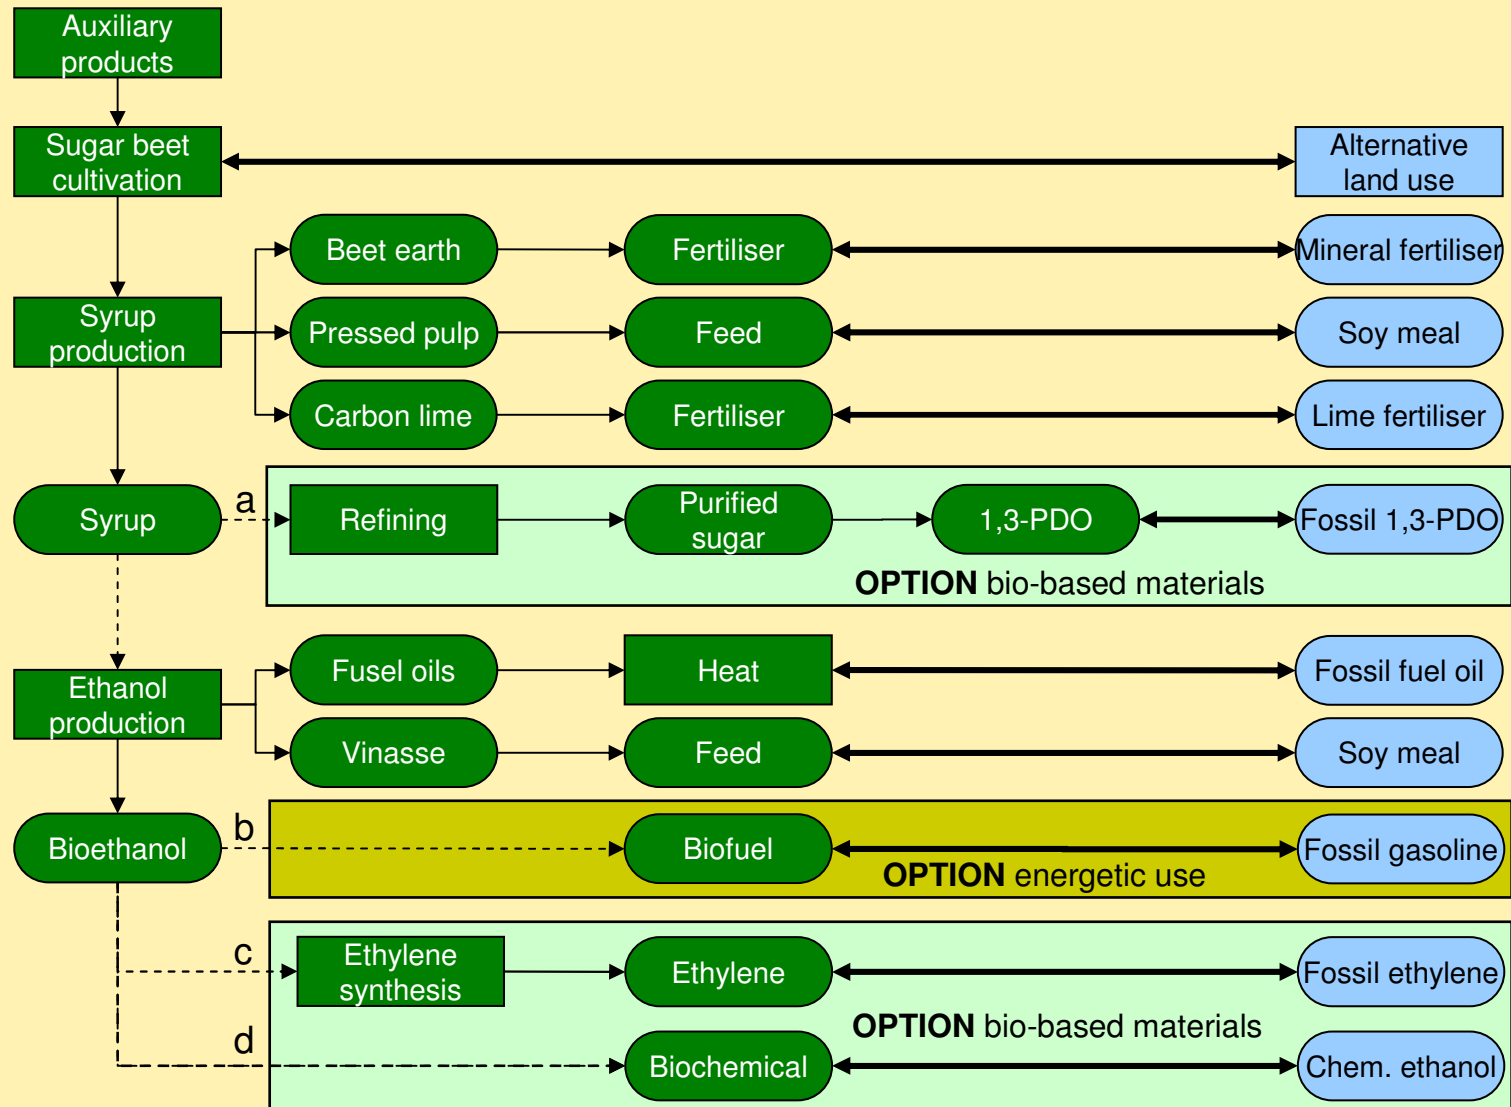 Auxiliary
products
Sugar beet
cultivation
Alternative
land use
Beet earth
Fertiliser
Mineral fertiliser
Syrup
production
Pressed pulp
Feed
Soy meal
Carbon lime
Fertiliser
Lime fertiliser
Syrup
a
Refining
Purified
sugar
1,3-PDO
Fossil 1,3-PDO
OPTION bio-based materials
Fusel oils
Heat
Fossil fuel oil
Ethanol
production
Vinasse
Feed
Soy meal
Bioethanol
b
Biofuel
Fossil gasoline
OPTION energetic use
c
Ethylene
synthesis
Ethylene
Fossil ethylene
OPTION bio-based materials
d
Biochemical
Chem. ethanol